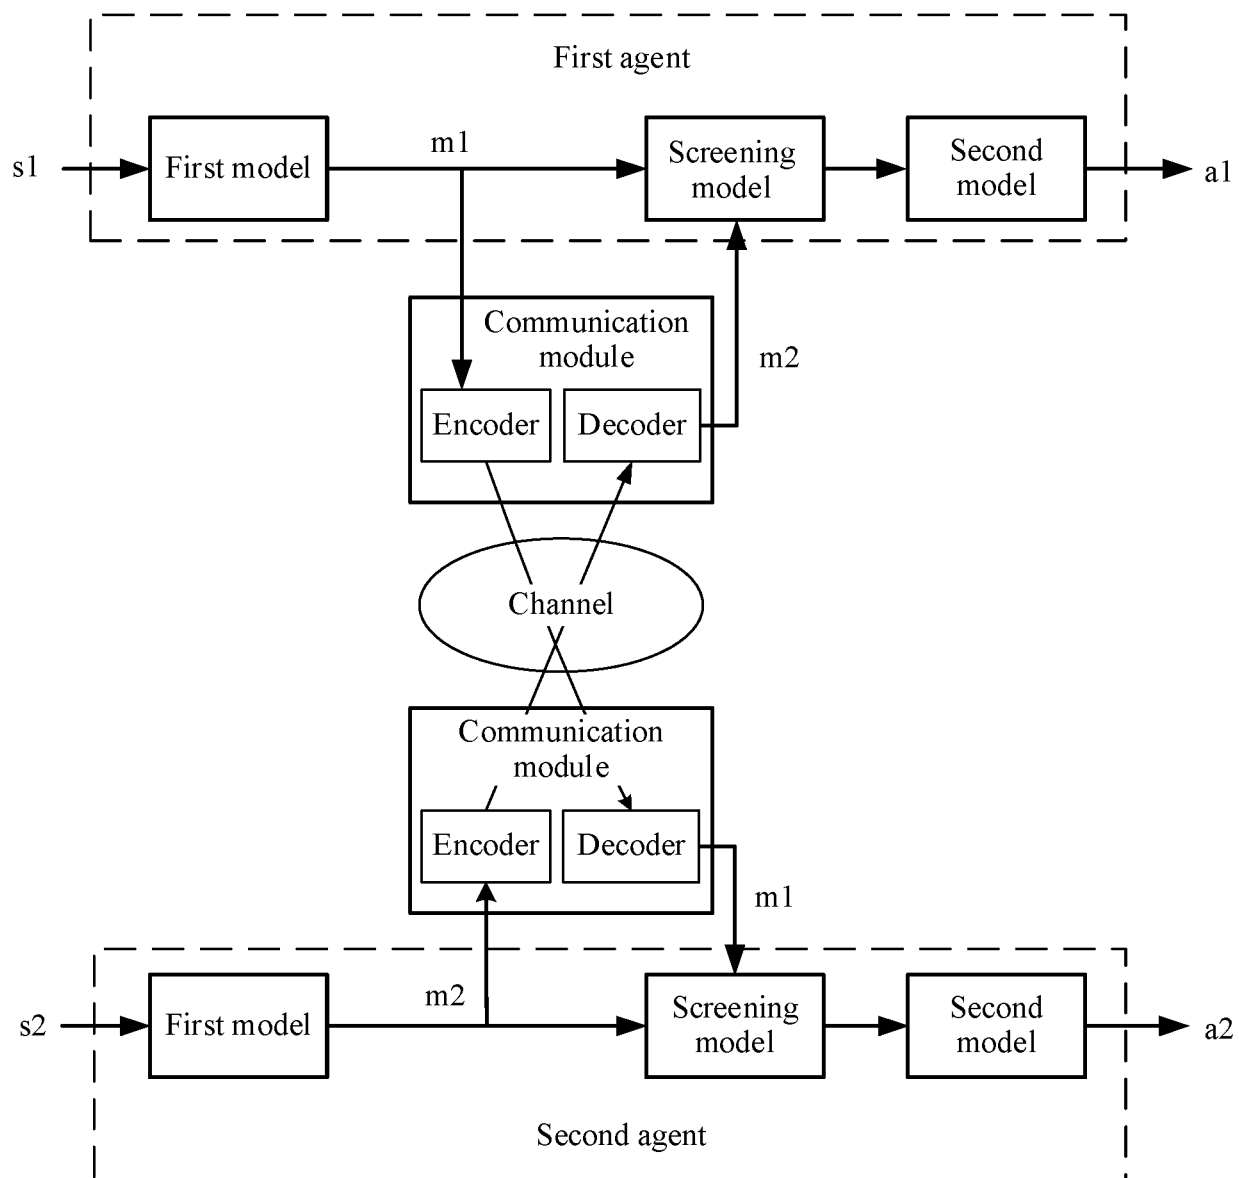 First agent
s1
First model
m1
Screening
model
Second
model
a1
Communication
module
m2
Encoder
Decoder
Channel
Communication
module
Encoder
Decoder
m1
s2
First model
m2
Screening
model
Second
model
a2
Second agent